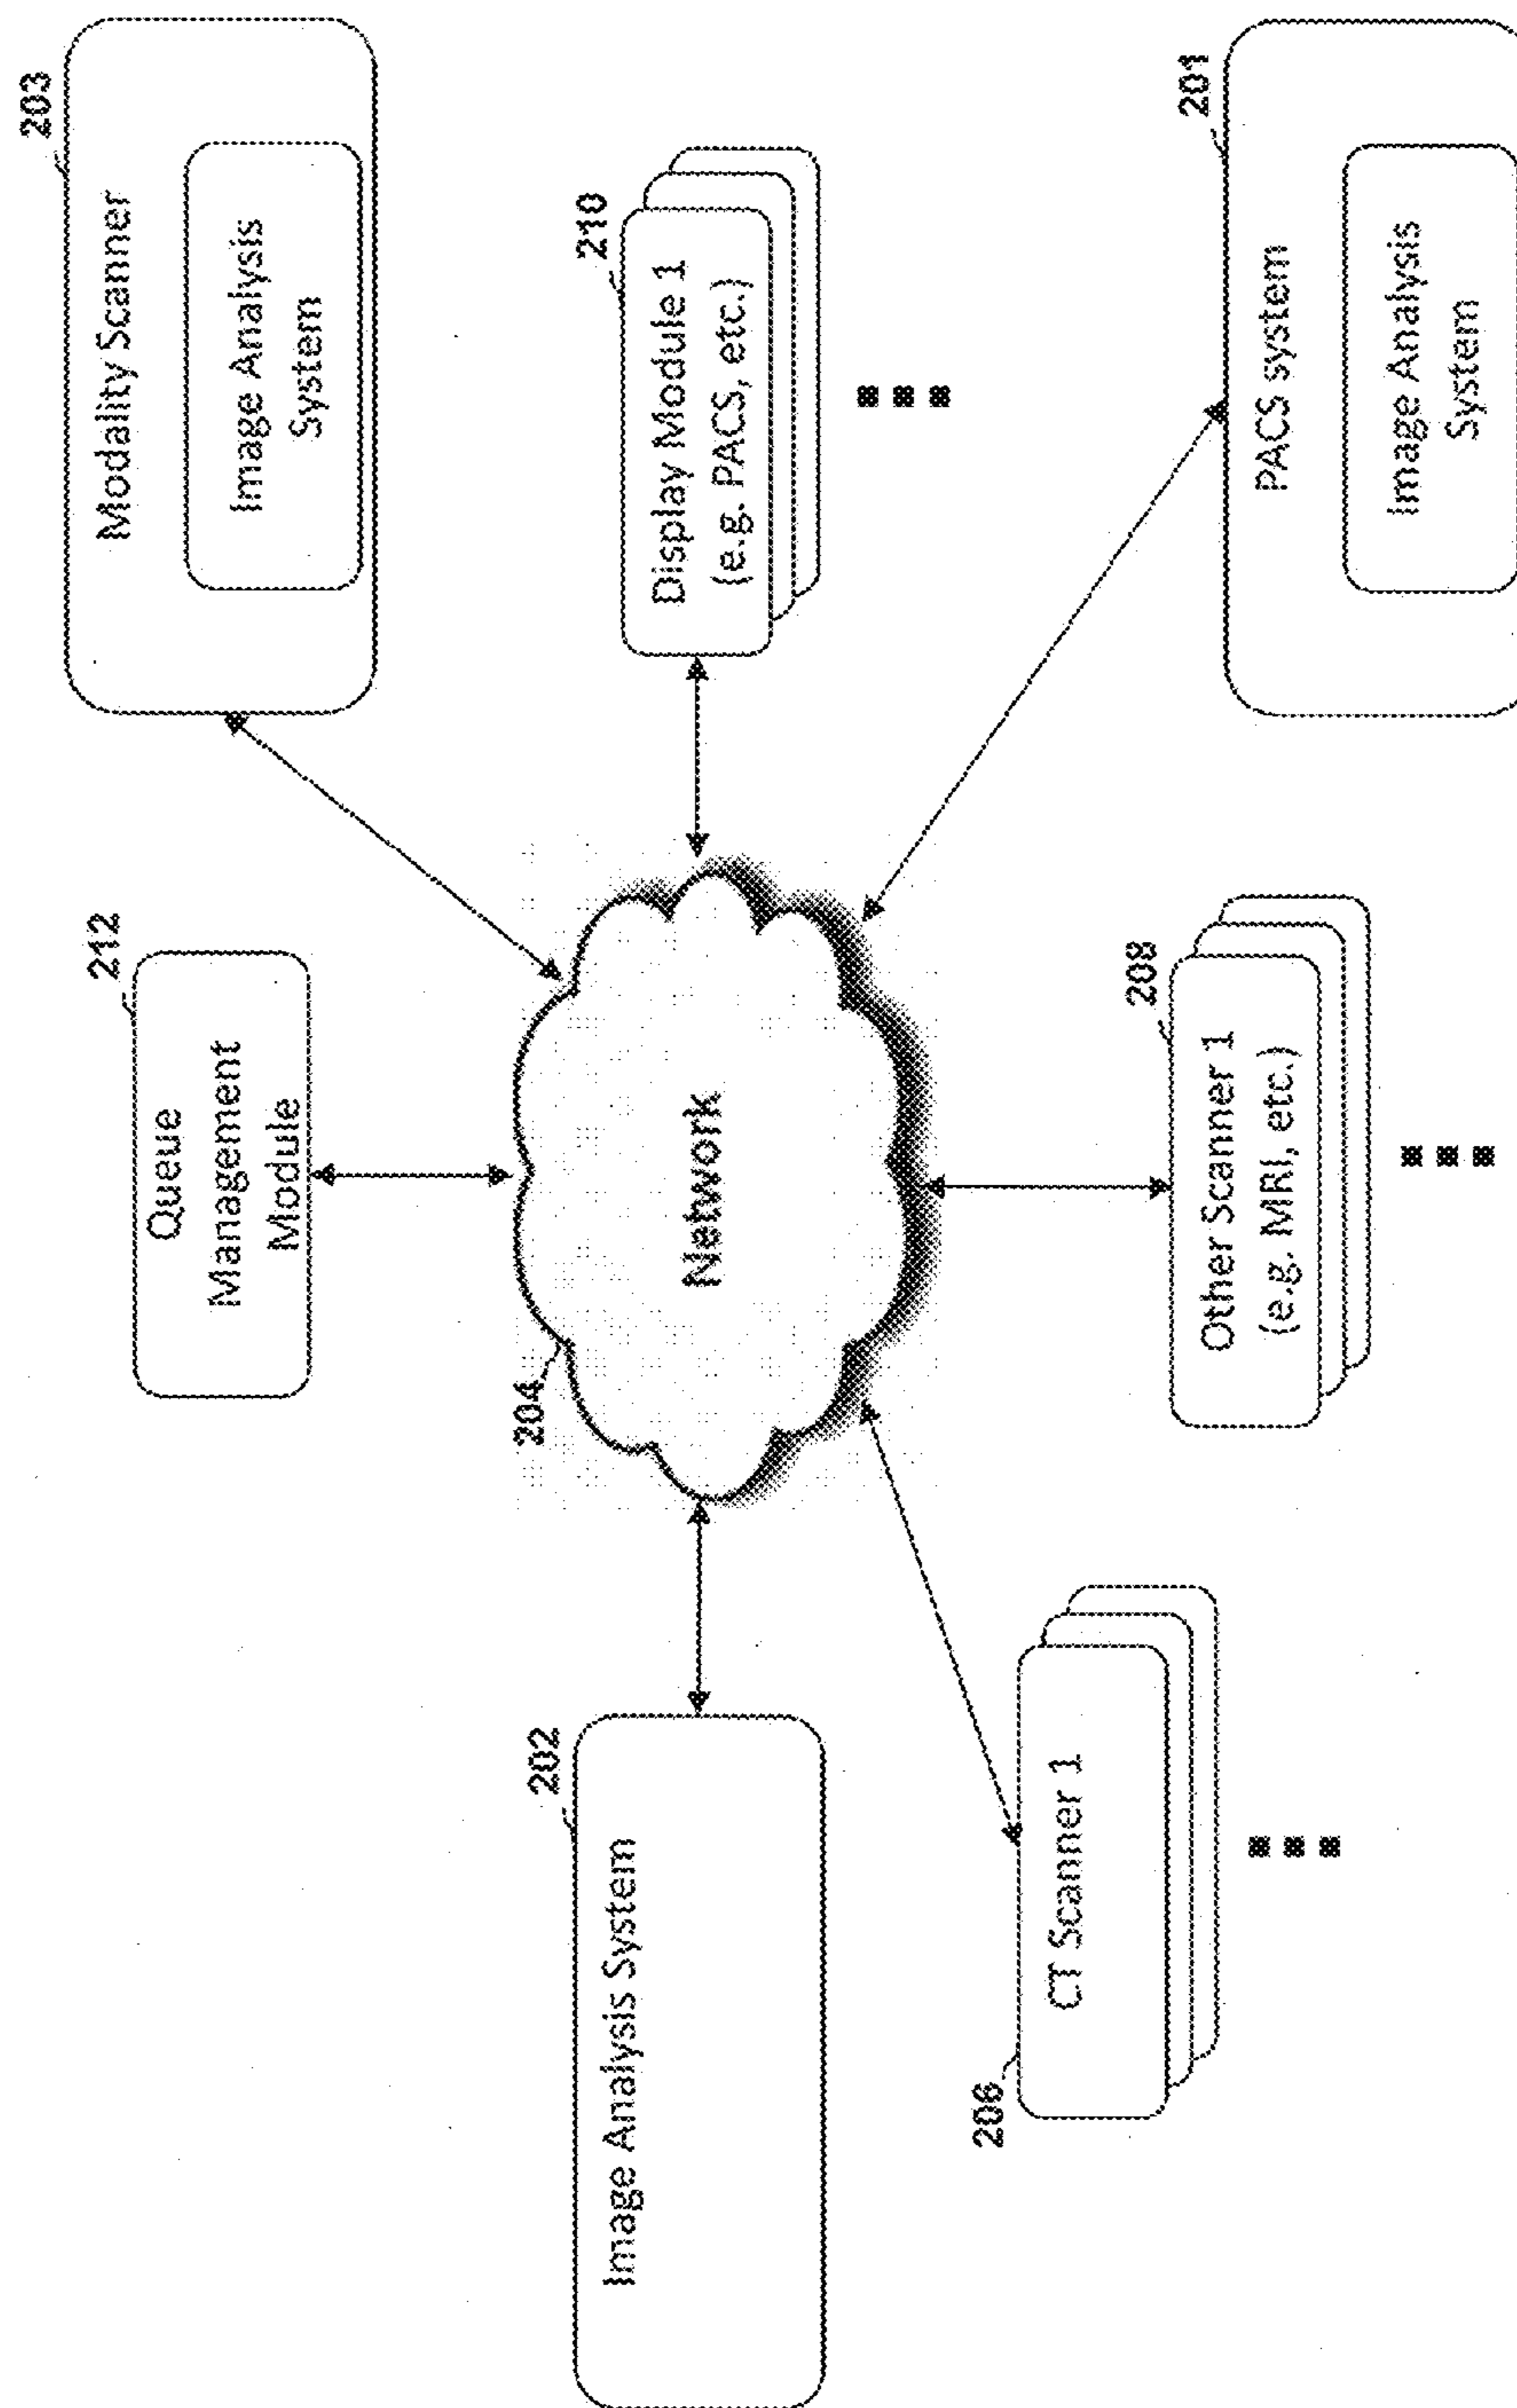 212
Queue
Management
Module
203
Modality Scanner
Image Analysis
System
202
Image Analysis System
204
Network
210
Display Module 1
(e.g. PACS, etc.)
206
CT Scanner 1
208
Other Scanner 1
(e.g. MRI, etc.)
201
PACS system
Image Analysis
System